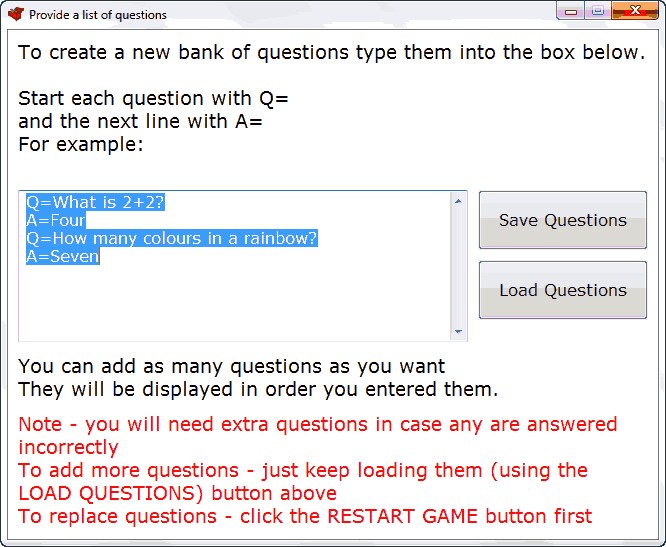 Provide a list of questions
To create a new bank of questions type them into the box below.
Start each question with Q=
and the next line with A=
For example:
Q=What is 2+2?
A=Four
Q=How many colours in a rainbow?
A=Seven
Save Questions
Load Questions
You can add as many questions as you want
They will be displayed in order you entered them.
Note - you will need extra questions in case any are answered
incorrectly
To add more questions - just keep loading them (using the
LOAD QUESTIONS) button above
To replace questions - click the RESTART GAME button first